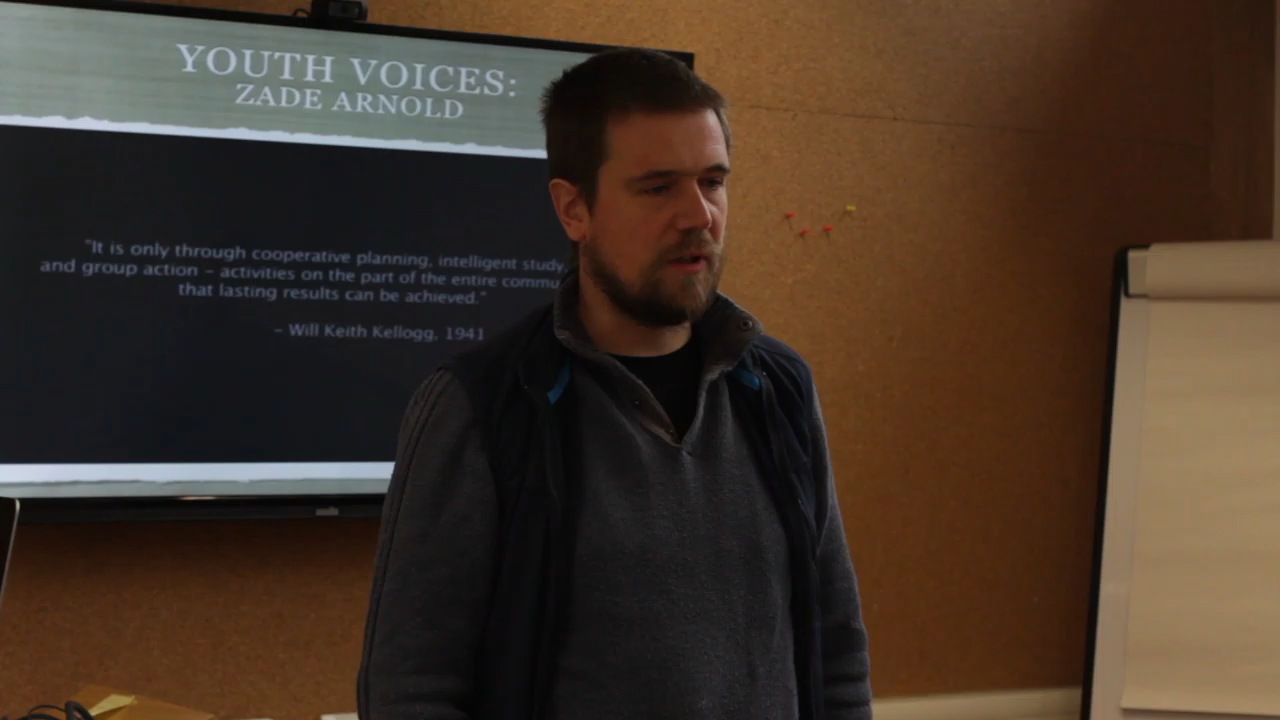 YOUTH VOICES:
ZADE ARNOLD
"It is only through cooperative planning, intelligent study
and group action – activities on the part of the entire commu
that lasting results can be achieved."
– Will Keith Kellogg, 1941